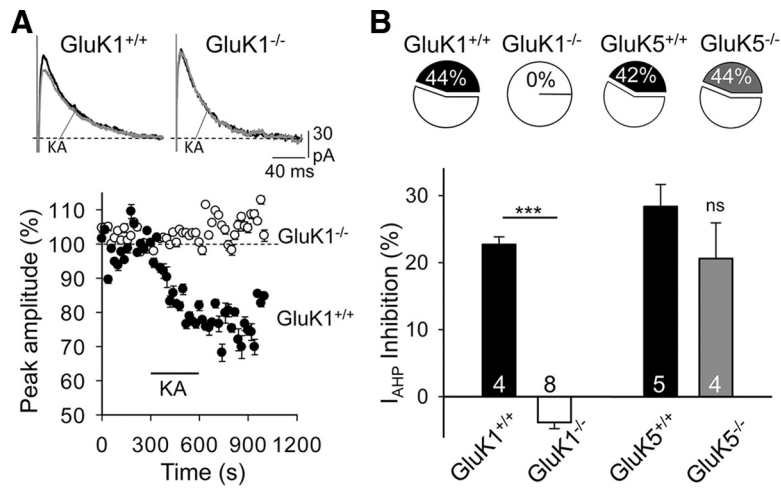 A
GluK1+/+ GluK1-/-
KA KA
30
pA
40 ms
Peak amplitude (%)
110
100
90
80
70
60
50
GluK1-/-
GluK1+/+
KA
0 300 600 900 1200
Time (s)
B
GluK1+/+ GluK1-/- GluK5+/+ GluK5-/-
44% 0% 42% 44%
IAHP Inhibition (%)
30
20
10
0
*** ns
4 8 5 4
GluK1+/+ GluK1-/- GluK5+/+ GluK5-/-